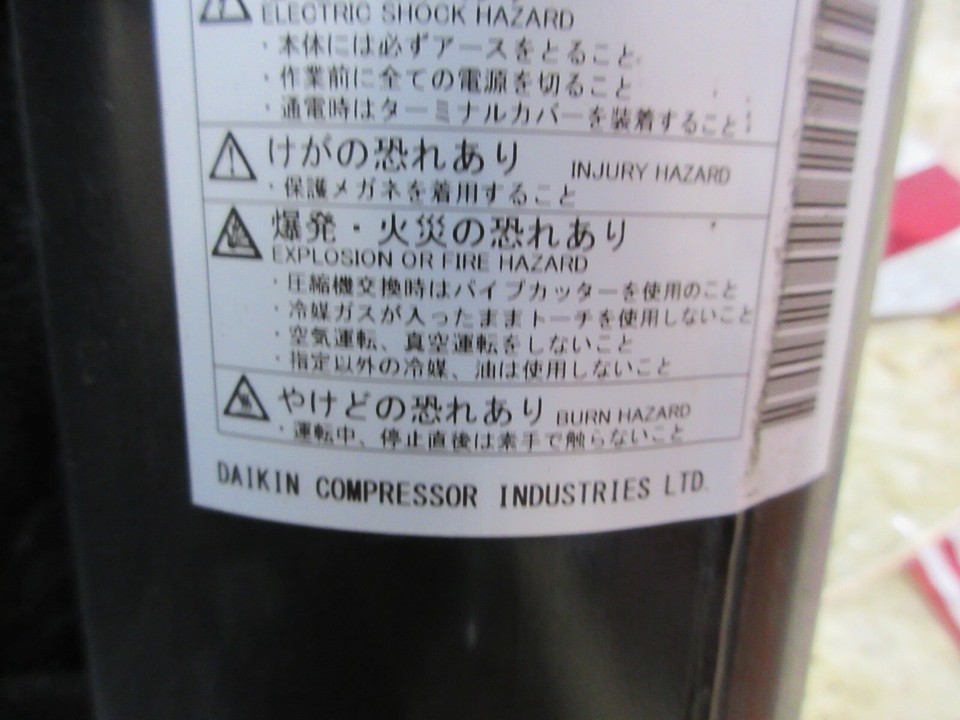 ELECTRIC SHOCK HAZARD
・本体には必ずアースをとること
・作業前に全ての電源を切ること
・通電時はターミナルカバーを装着すること
けがの恐れあり INJURY HAZARD
・保護メガネを着用すること
爆発・火災の恐れあり
EXPLOSION OR FIRE HAZARD
・圧縮機交換時はパイプカッターを使用のこと
・冷媒ガスが入ったままトーチを使用しないこと
・空気運転、真空運転をしないこと
・指定以外の冷媒、油は使用しないこと
やけどの恐れあり BURN HAZARD
・運転中、停止直後は素手で触らないこと
DAIKIN COMPRESSOR INDUSTRIES LTD.